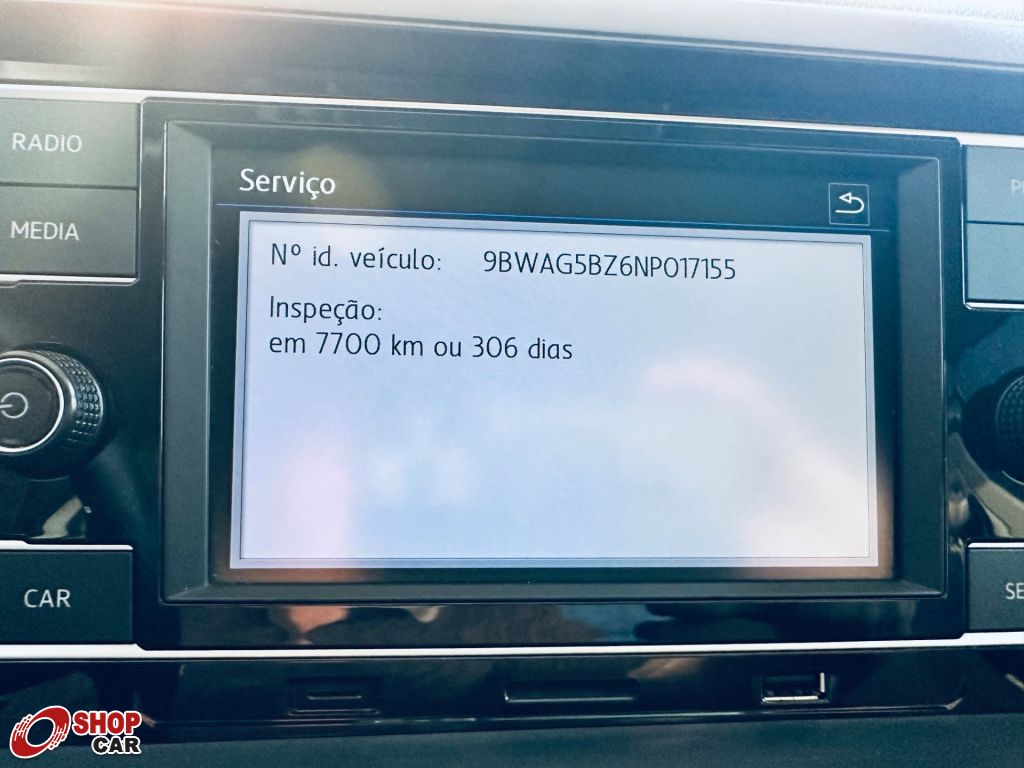 RADIO
MEDIA
CAR
Serviço
Nº id. veículo: 9BWAG5BZ6NP017155
Inspeção:
em 7700 km ou 306 dias
SHOP
CAR